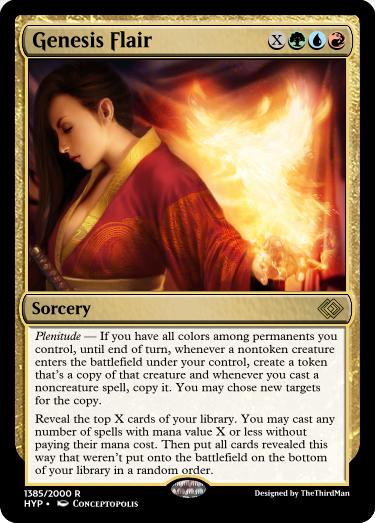 Genesis Flair X
Sorcery
Plenitude — If you have all colors among permanents you
control, until end of turn, whenever a nontoken creature
enters the battlefield under your control, create a token
that's a copy of that creature and whenever you cast a
noncreature spell, copy it. You may chose new targets
for the copy.
Reveal the top X cards of your library. You may cast any
number of spells with mana value X or less without
paying their mana cost. Then put all cards revealed this
way that weren't put onto the battlefield on the bottom
of your library in a random order.
1385/2000 R
HYP • Conceptopolis
Designed by TheThirdMan